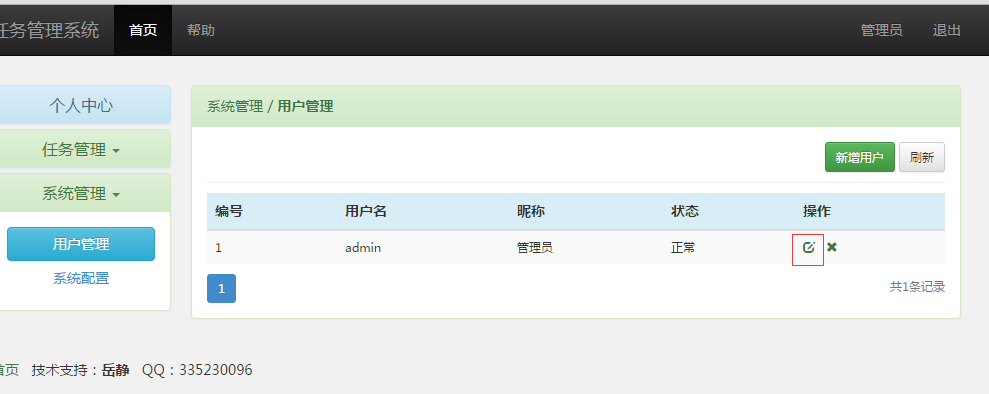 任务管理系统 首页 帮助 管理员 退出
个人中心
任务管理
系统管理
用户管理
系统配置
系统管理 / 用户管理
新增用户 刷新
编号 用户名 昵称 状态 操作
1 admin 管理员 正常
1 共1条记录
首页 技术支持：岳静 QQ：335230096